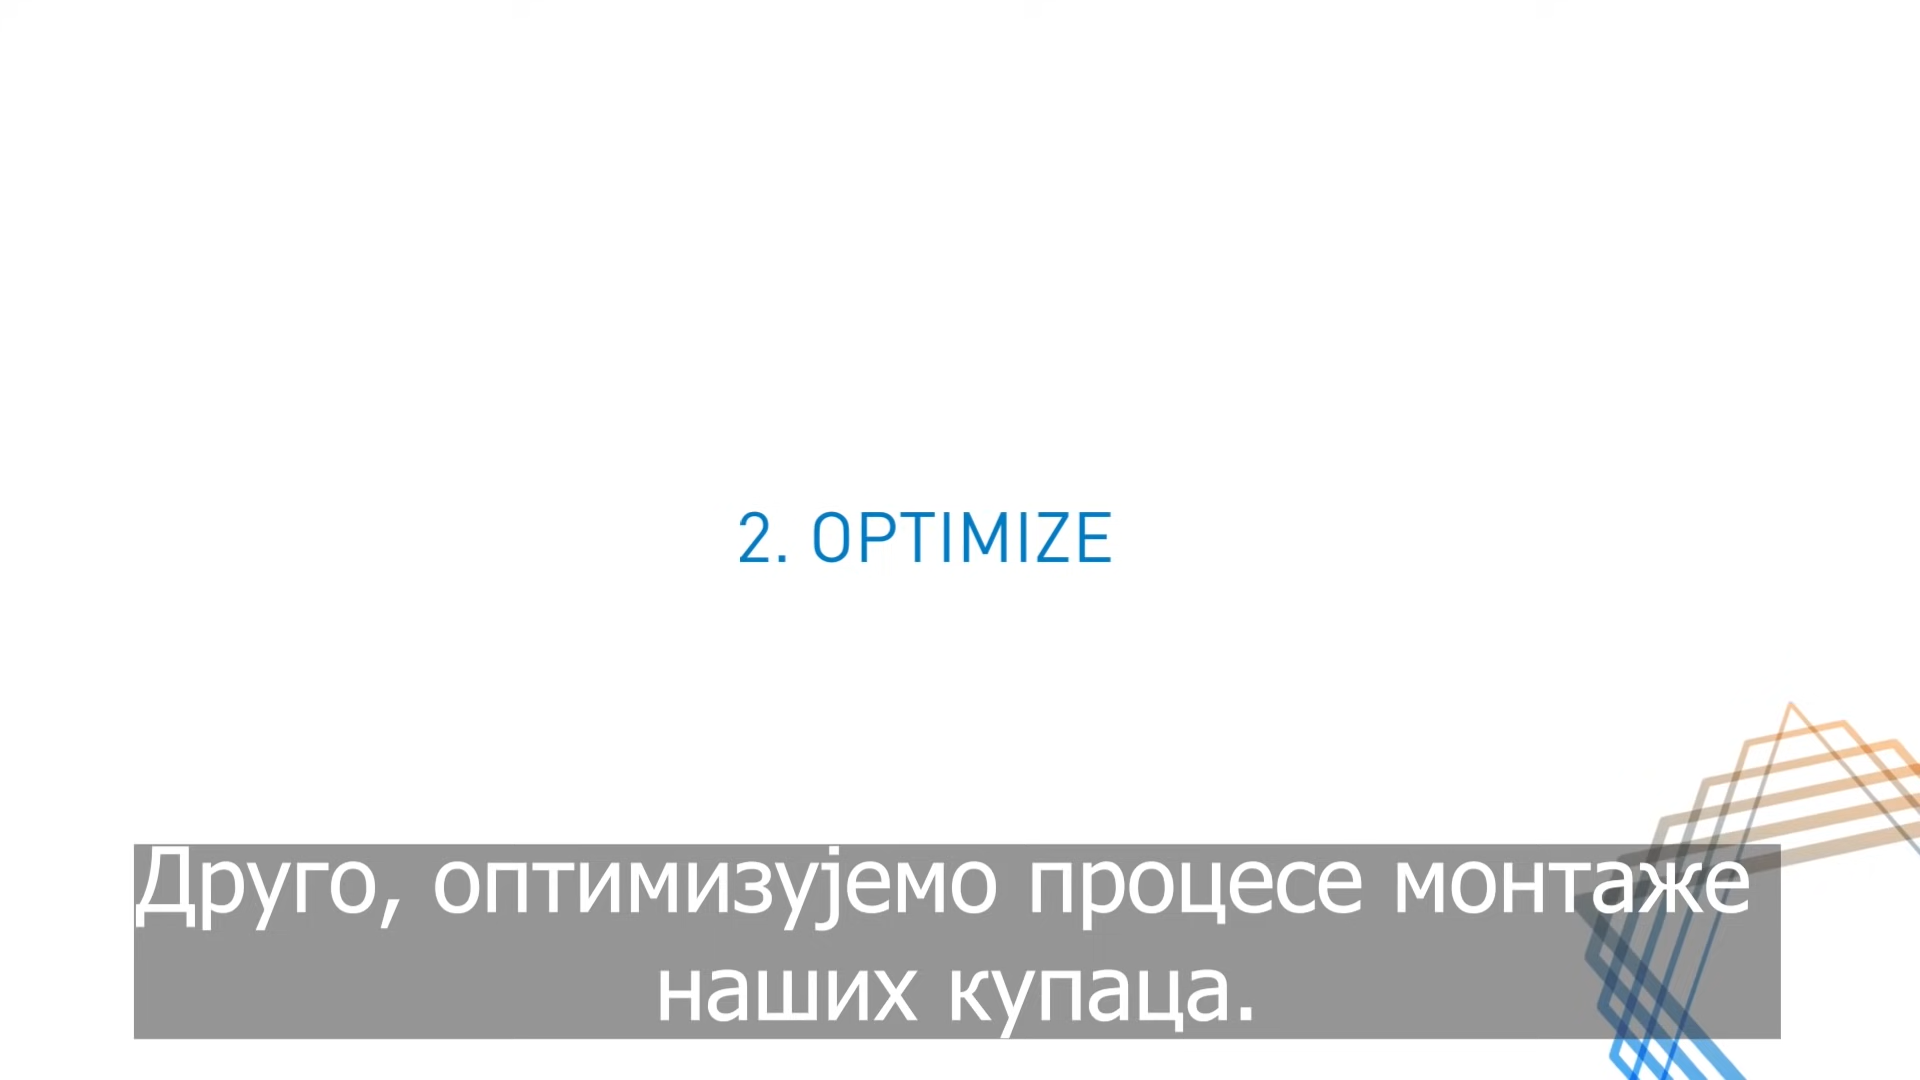 2. OPTIMIZE
Друго, оптимизујемо процесе монтаже
наших купаца.